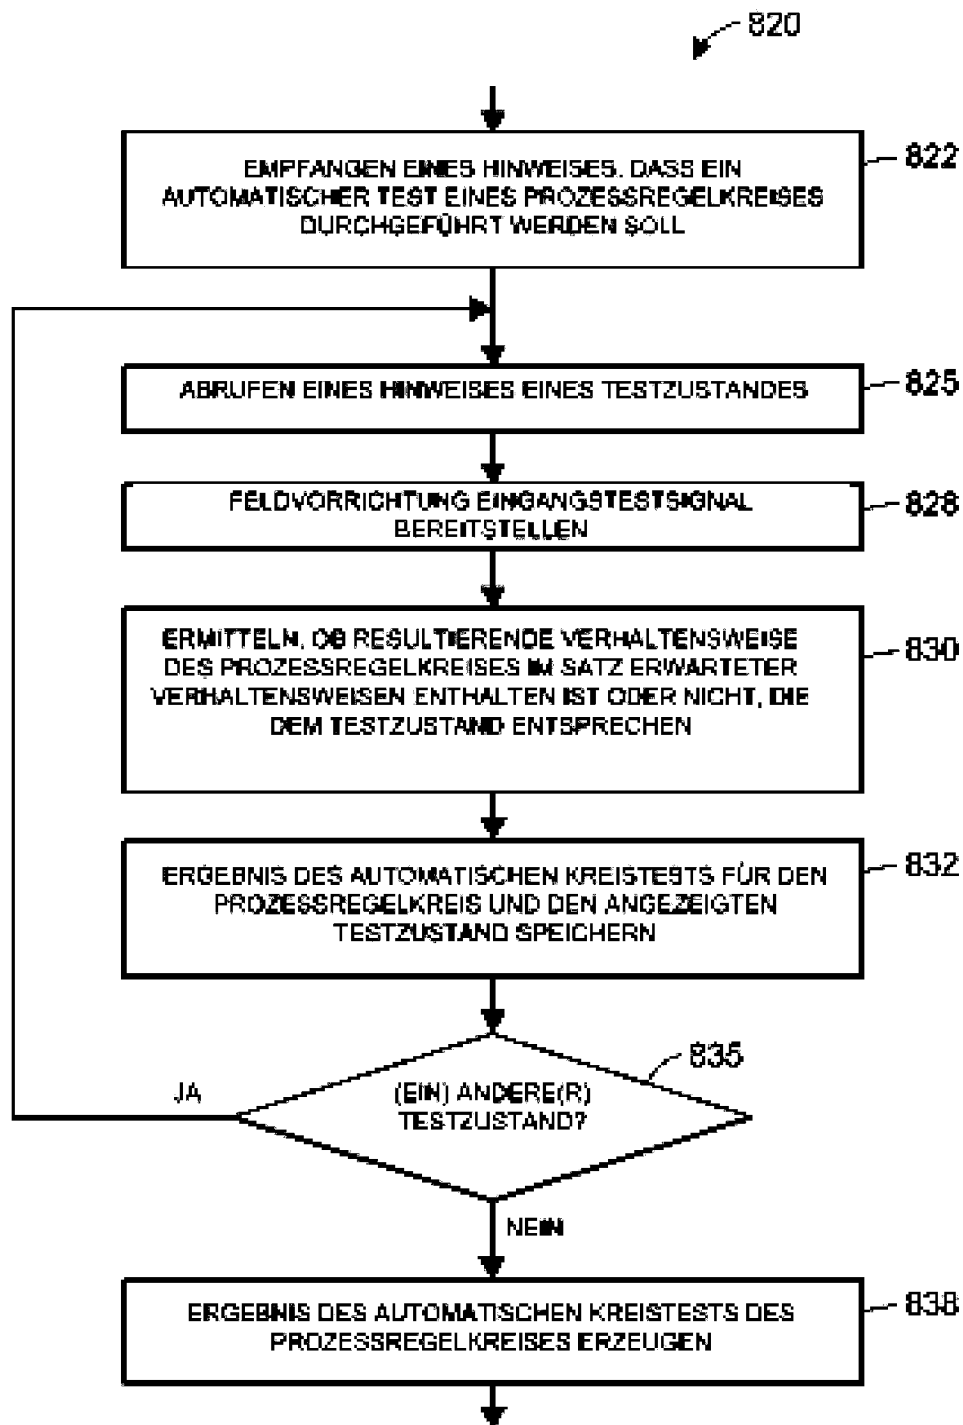 820
EMPFANGEN EINES HINWEISES, DASS EIN
AUTOMATISCHER TEST EINES PROZESSREGELKREISES
DURCHGEFÜHRT WERDEN SOLL
822
ABRUFEN EINES HINWEISES EINES TESTZUSTANDES
825
FELDVORRICHTUNG EINGANGSTESTSIGNAL
BEREITSTELLEN
828
ERMITTELN, OB RESULTIERENDE VERHALTENSWEISE
DES PROZESSREGELKREISES IM SATZ ERWARTETER
VERHALTENSWEISEN ENTHALTEN IST ODER NICHT, DIE
DEM TESTZUSTAND ENTSPRECHEN
830
ERGEBNIS DES AUTOMATISCHEN KREISTESTS FÜR DEN
PROZESSREGELKREIS UND DEN ANGEZEIGTEN
TESTZUSTAND SPEICHERN
832
835
JA
(EIN) ANDERE(R)
TESTZUSTAND?
NEIN
ERGEBNIS DES AUTOMATISCHEN KREISTESTS DES
PROZESSREGELKREISES ERZEUGEN
838